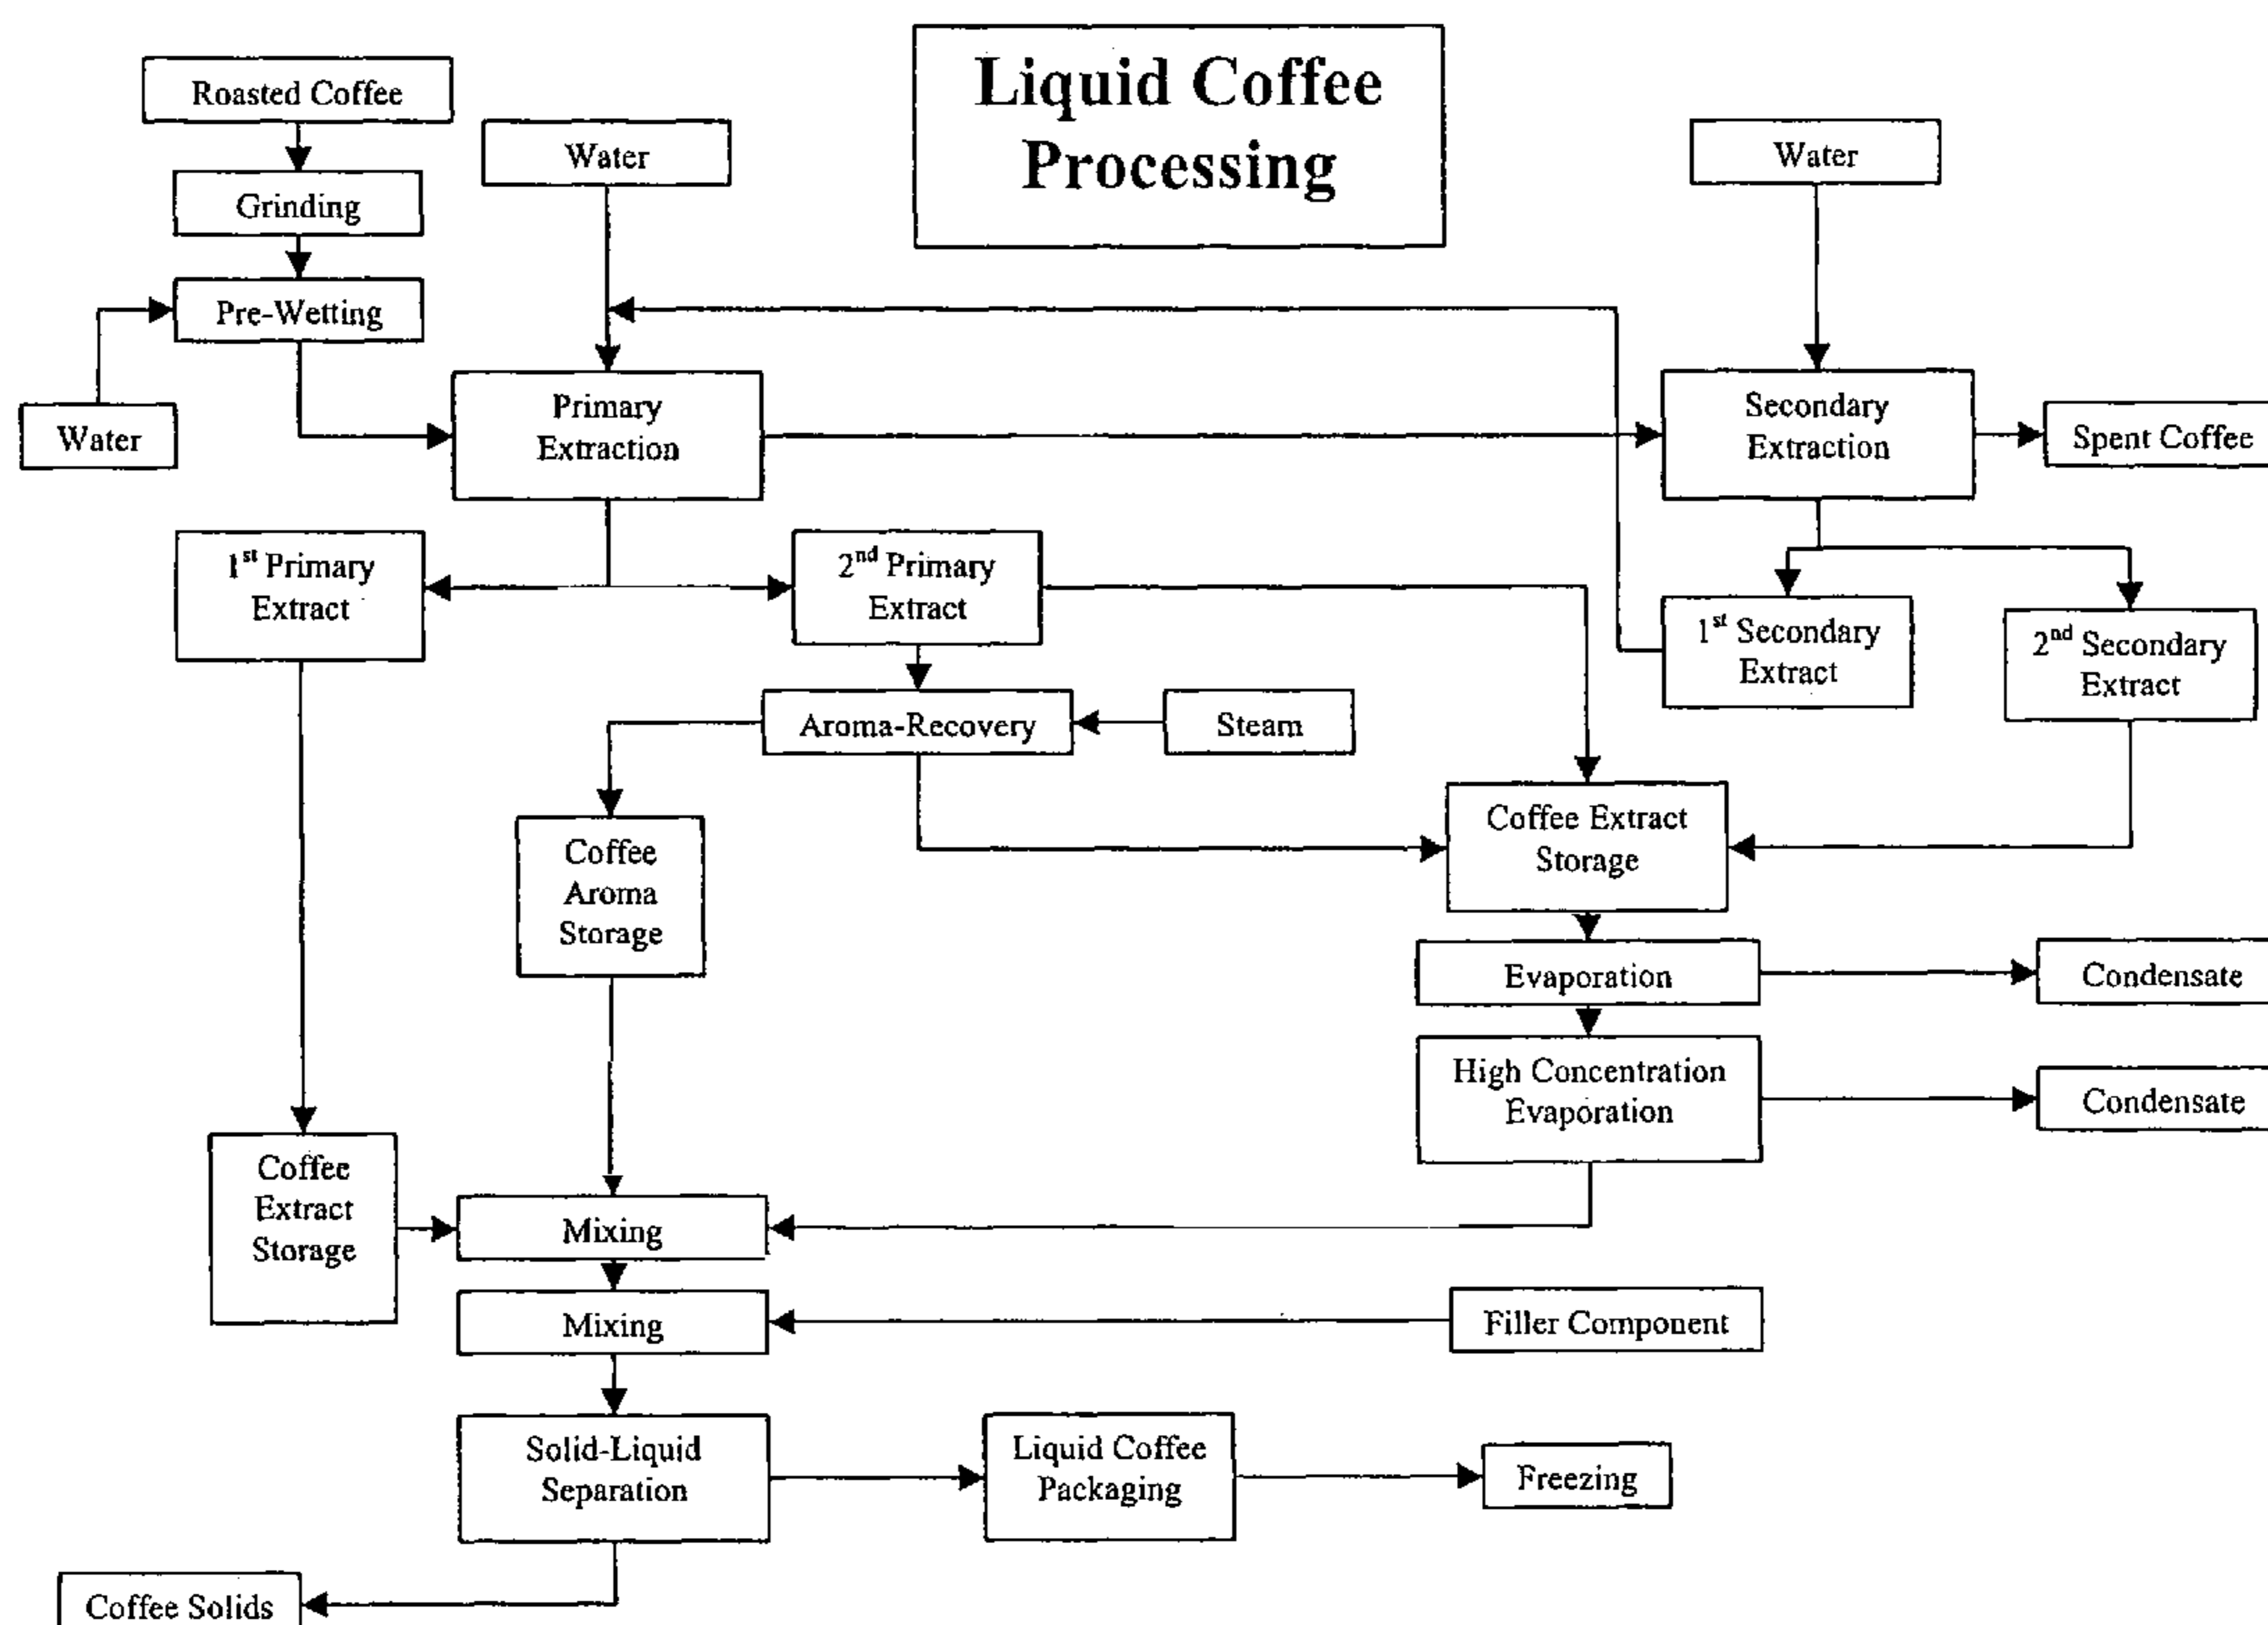 Liquid Coffee
Processing
Roasted Coffee
Water
Water
Grinding
Pre-Wetting
Water
Primary
Extraction
Secondary
Extraction
Spent Coffee
1st Primary
Extract
2nd Primary
Extract
1st Secondary
Extract
2nd Secondary
Extract
Aroma-Recovery
Steam
Coffee
Aroma
Storage
Coffee Extract
Storage
Evaporation
Condensate
High Concentration
Evaporation
Condensate
Coffee
Extract
Storage
Mixing
Mixing
Filler Component
Solid-Liquid
Separation
Liquid Coffee
Packaging
Freezing
Coffee Solids